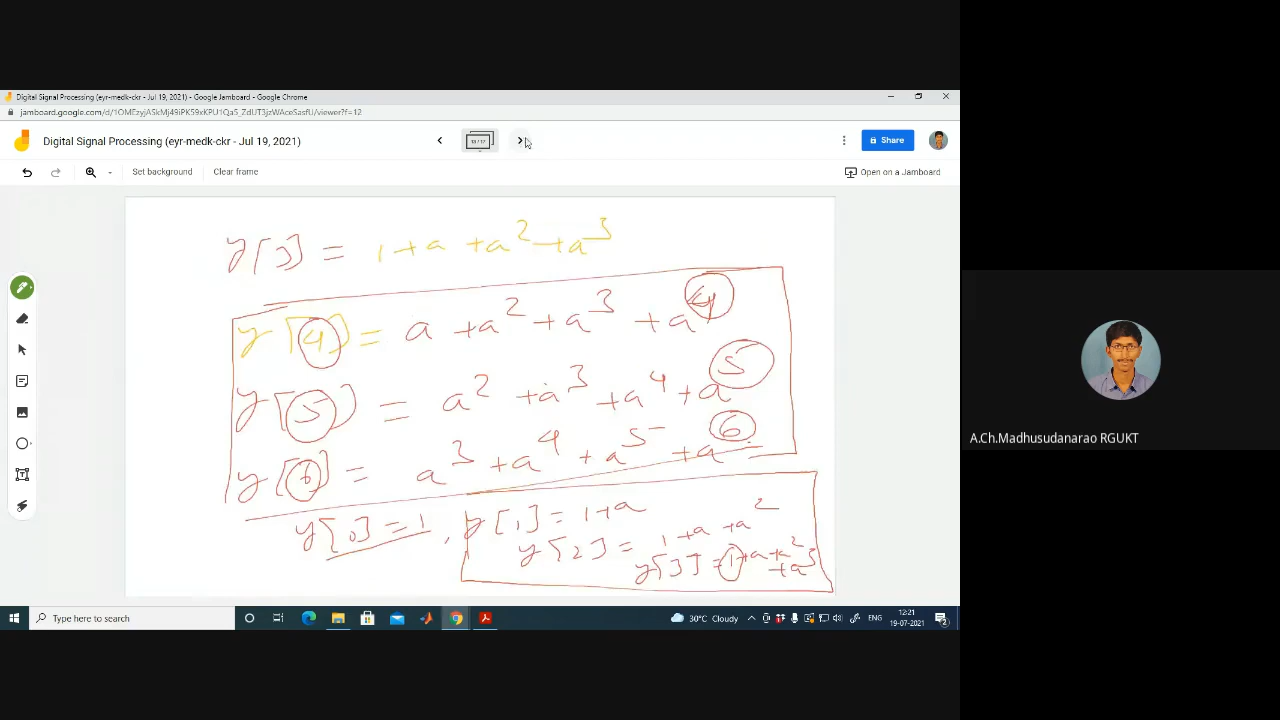 Digital Signal Processing (eyr-medk-ckr - Jul 19, 2021) - Google Jamboard - Google Chrome
Digital Signal Processing (eyr-medk-ckr - Jul 19, 2021)
Share
Set background
Clear frame
Open on a Jamboard
y[3] = 1+a+a²+a³
y[4] = a+a²+a³+a⁴
y[5] = a²+a³+a⁴+a⁵
y[6] = a³+a⁴+a⁵+a⁶
y[0] = 1, y[1] = 1+a
y[2] = 1+a+a²
y[3] = 1+a+a²+a³
A.Ch.Madhusudanarao RGUKT
Type here to search
30°C Cloudy
ENG
12:21
19-07-2021